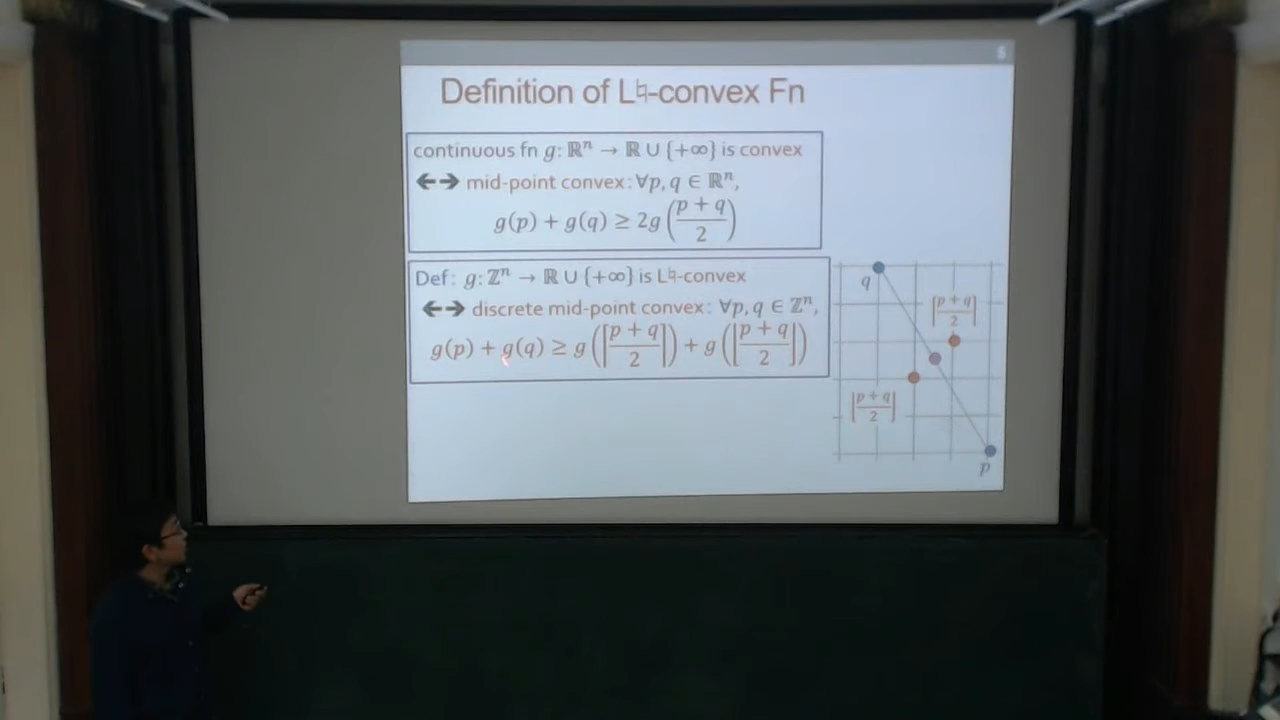 6
Definition of L♮-convex Fn
continuous fn g: ℝⁿ → ℝ ∪ {+∞} is convex
←→ mid-point convex: ∀p, q ∈ ℝⁿ,
g(p) + g(q) ≥ 2g((p + q)/2)
Def: g: ℤⁿ → ℝ ∪ {+∞} is L♮-convex
←→ discrete mid-point convex: ∀p, q ∈ ℤⁿ,
g(p) + g(q) ≥ g(⌈(p + q)/2⌉) + g(⌊(p + q)/2⌋)
q
⌈(p + q)/2⌉
⌊(p + q)/2⌋
p